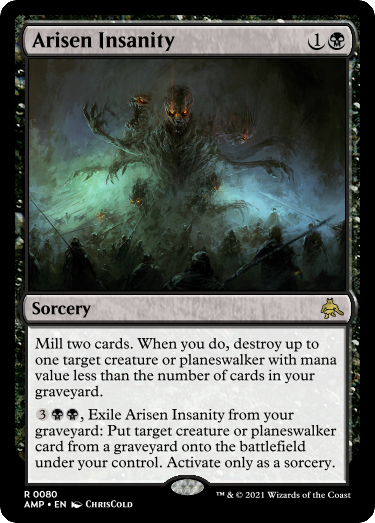 Arisen Insanity 1
Sorcery
Mill two cards. When you do, destroy up to
one target creature or planeswalker with mana
value less than the number of cards in your
graveyard.
3, Exile Arisen Insanity from your
graveyard: Put target creature or planeswalker
card from a graveyard onto the battlefield
under your control. Activate only as a sorcery.
R 0080
AMP • EN ChrisCold
™ & © 2021 Wizards of the Coast